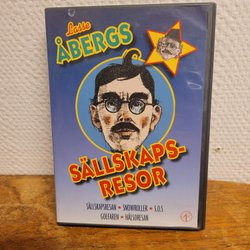 Lasse
ÅBERGS
SÄLLSKAPS-
RESOR
SÄLLSKAPSRESAN • SNOWROLLER • S.O.S
GOLFAREN • HÄLSORESAN